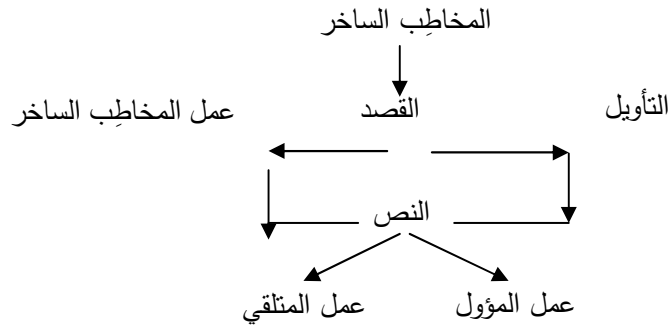 المخاطِب الساخر
التأويل القصد عمل المخاطِب الساخر
النص
عمل المؤول عمل المتلقي